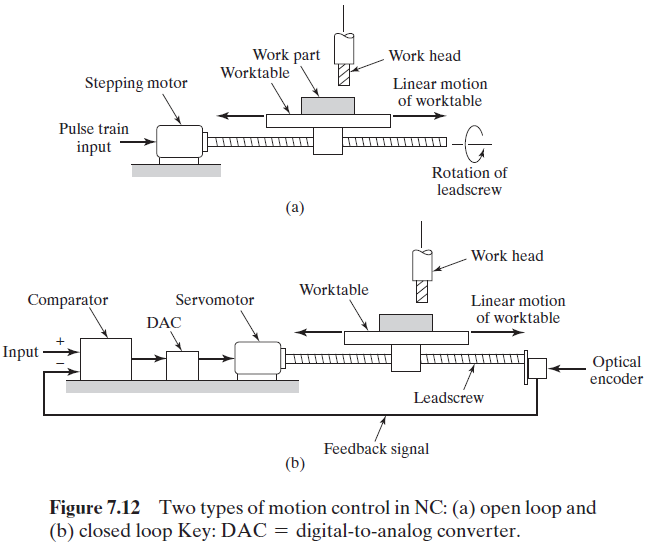 Work part
Work head
Worktable
Stepping motor
Linear motion
of worktable
Pulse train
input
Rotation of
leadscrew
(a)
Work head
Worktable
Comparator
Servomotor
Linear motion
of worktable
DAC
+
Input
−
Optical
encoder
Leadscrew
Feedback signal
(b)
Figure 7.12 Two types of motion control in NC: (a) open loop and
(b) closed loop Key: DAC = digital-to-analog converter.